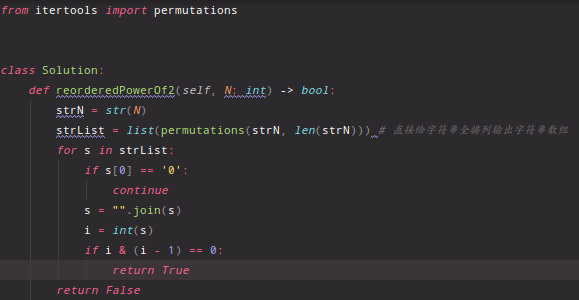 from itertools import permutations
class Solution:
def reorderedPowerOf2(self, N: int) -> bool:
strN = str(N)
strList = list(permutations(strN, len(strN))) # 直接给字符串全排列输出字符串数组
for s in strList:
if s[0] == '0':
continue
s = "".join(s)
i = int(s)
if i & (i - 1) == 0:
return True
return False